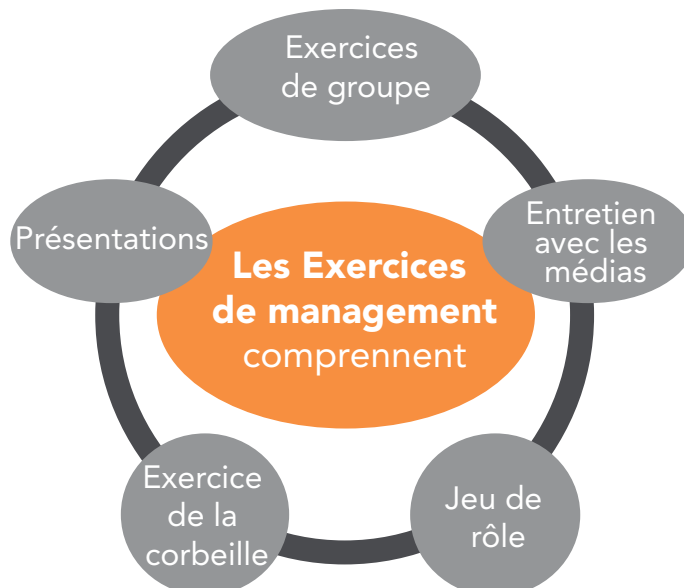 Exercices
de groupe
Entretien
avec les
médias
Présentations
Les Exercices
de management
comprennent
Exercice
de la
corbeille
Jeu de
rôle